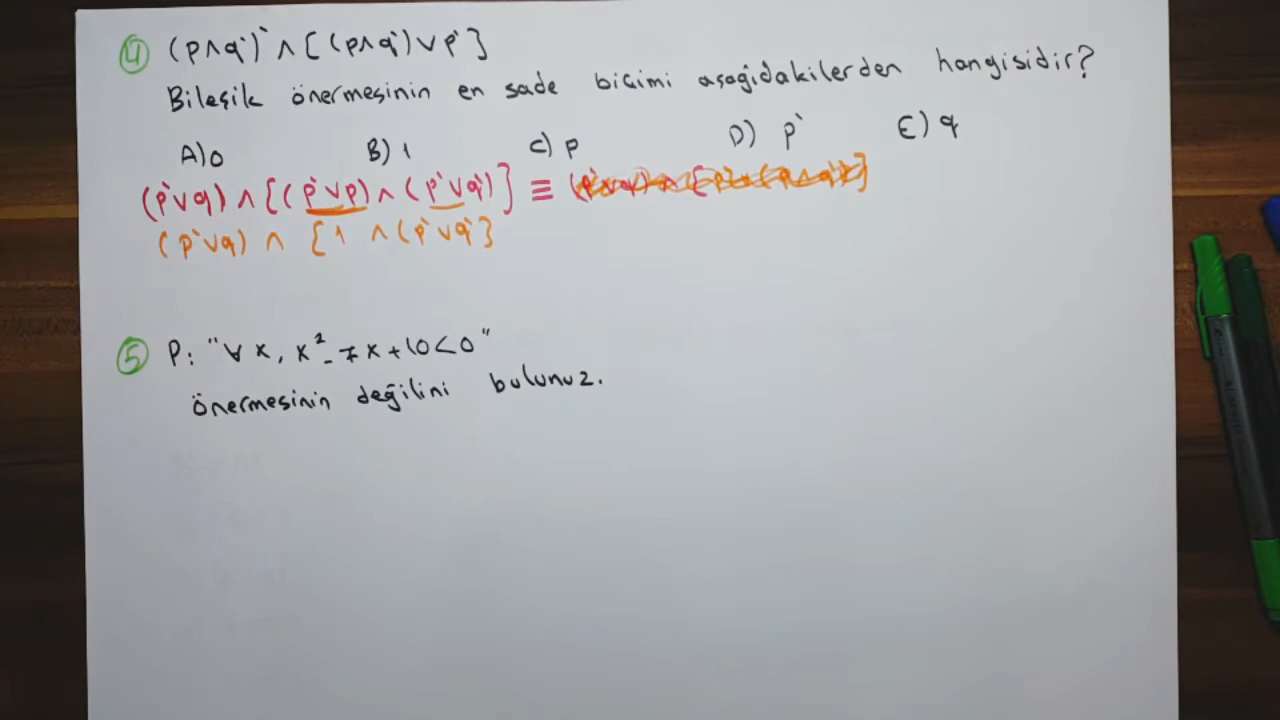 4 (p∧q')' ∧ [(p∧q')∨p']
Bileşik önermesinin en sade biçimi aşağıdakilerden hangisidir?
A) 0 B) 1 C) p D) p' E) q
(p'∨q) ∧ [(p'∨p)∧(p'∨q')] ≡
(p'∨q) ∧ [1 ∧(p'∨q']
5 P: "∀x, x²-7x+10<0"
önermesinin değilini bulunuz.